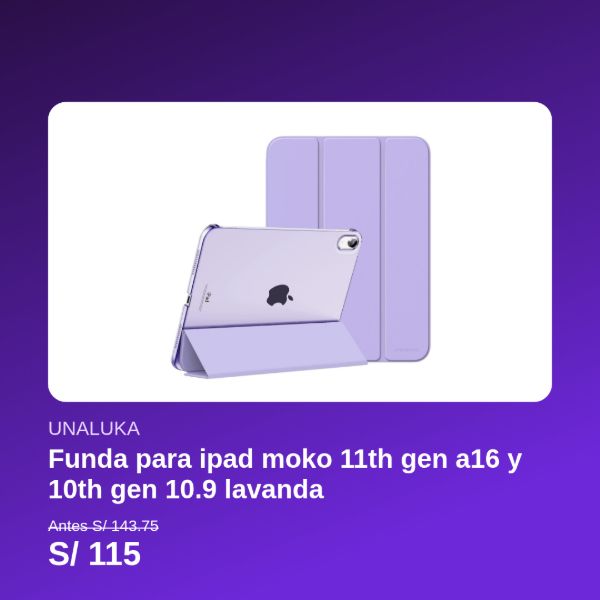 UNALUKA
Funda para ipad moko 11th gen a16 y
10th gen 10.9 lavanda
Antes S/ 143.75
S/ 115